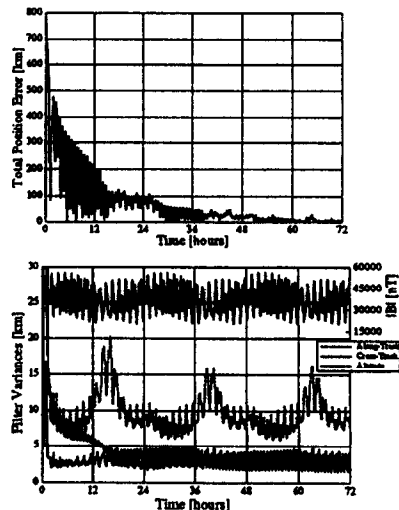 800
700
600
500
400
300
200
100
0
Total Position Error [km]
0 12 24 36 48 60 72
Time [hours]
30
25
20
15
10
5
0
Filter Variances [km]
60000
45000
30000
15000
|B| [nT]
Along-Track
Cross-Track
Altitude
0 12 24 36 48 60 72
Time [hours]